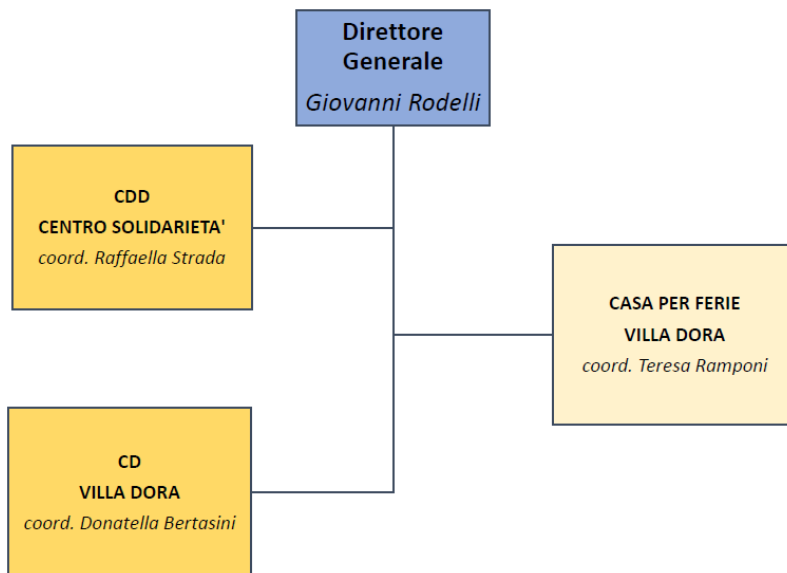 Direttore
Generale
Giovanni Rodelli
CDD
CENTRO SOLIDARIETA'
coord. Raffaella Strada
CASA PER FERIE
VILLA DORA
coord. Teresa Ramponi
CD
VILLA DORA
coord. Donatella Bertasini